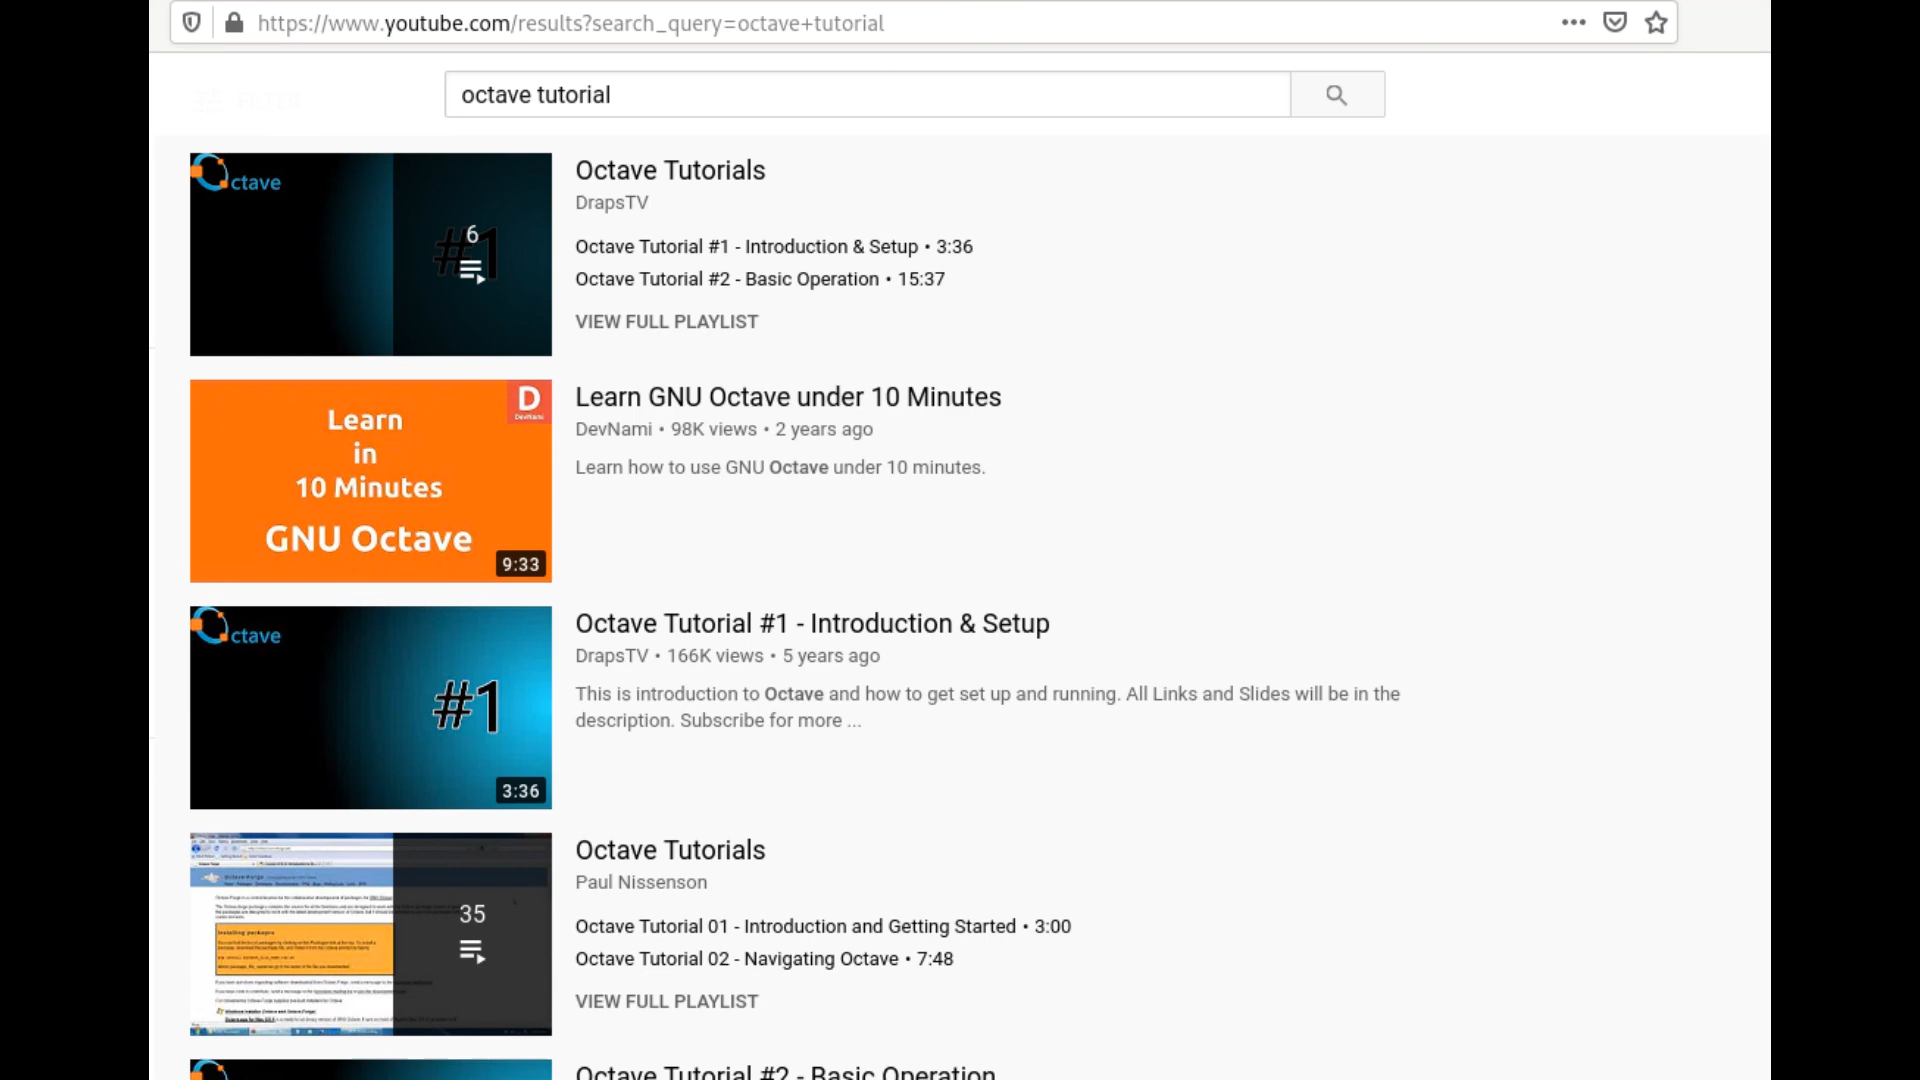 https://www.youtube.com/results?search_query=octave+tutorial
FILTER
octave tutorial
ctave
#1
6
Octave Tutorials
DrapsTV
Octave Tutorial #1 - Introduction & Setup • 3:36
Octave Tutorial #2 - Basic Operation • 15:37
VIEW FULL PLAYLIST
D
DevNami
Learn
in
10 Minutes
GNU Octave
9:33
Learn GNU Octave under 10 Minutes
DevNami • 98K views • 2 years ago
Learn how to use GNU Octave under 10 minutes.
ctave
#1
3:36
Octave Tutorial #1 - Introduction & Setup
DrapsTV • 166K views • 5 years ago
This is introduction to Octave and how to get set up and running. All Links and Slides will be in the
description. Subscribe for more ...
Installing packages
35
Octave Tutorials
Paul Nissenson
Octave Tutorial 01 - Introduction and Getting Started • 3:00
Octave Tutorial 02 - Navigating Octave • 7:48
VIEW FULL PLAYLIST
Octave Tutorial #2 - Basic Operation